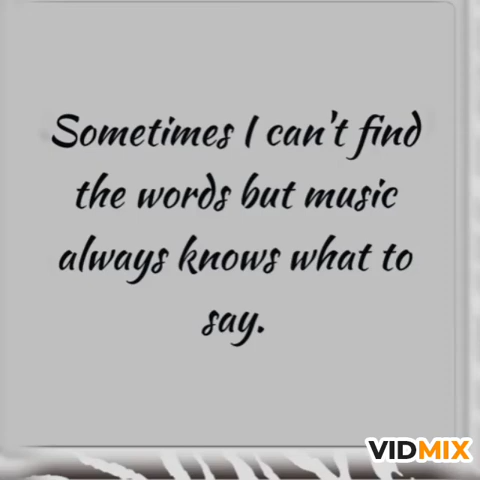 Sometimes I can't find
the words but music
always knows what to
say.
VIDMIX